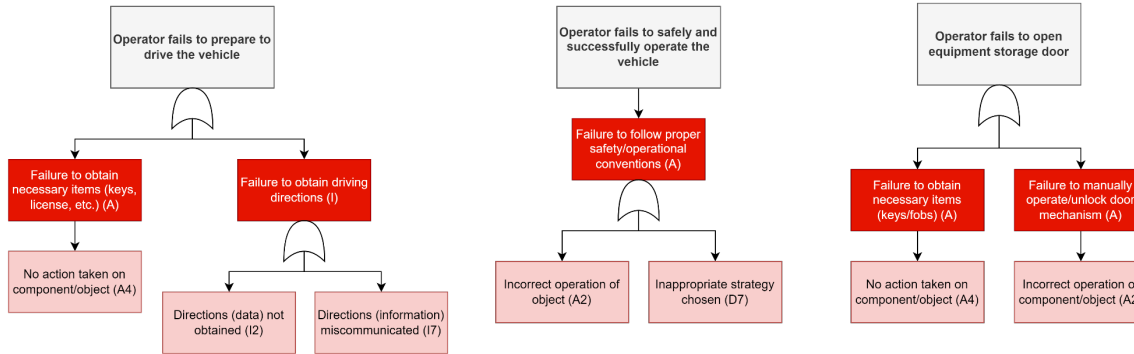 Operator fails to prepare to
drive the vehicle
Failure to obtain
necessary items (keys,
license, etc.) (A)
Failure to obtain driving
directions (I)
No action taken on
component/object (A4)
Directions (data) not
obtained (I2)
Directions (information)
miscommunicated (I7)
Operator fails to safely and
successfully operate the
vehicle
Failure to follow proper
safety/operational
conventions (A)
Incorrect operation of
object (A2)
Inappropriate strategy
chosen (D7)
Operator fails to open
equipment storage door
Failure to obtain
necessary items
(keys/fobs) (A)
Failure to manually
operate/unlock door
mechanism (A)
No action taken on
component/object (A4)
Incorrect operation o
component/object (A2